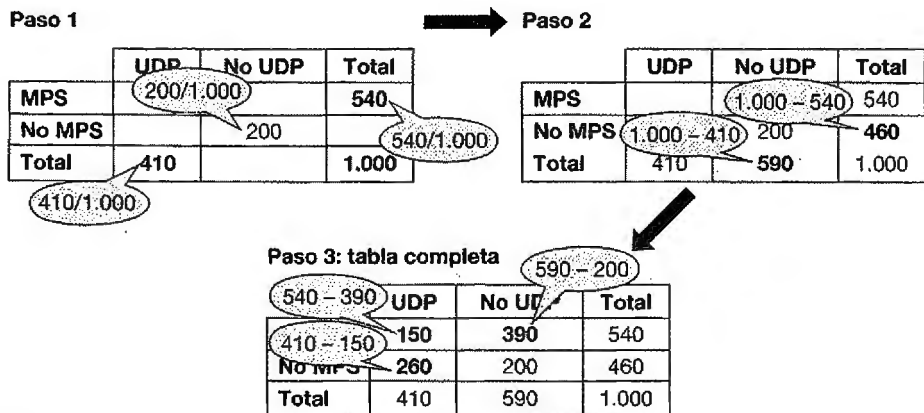 Paso 1
Paso 2
UDP No UDP Total
200/1.000
MPS 540
No MPS 200
540/1.000
Total 410 1.000
410/1.000
UDP No UDP Total
1.000 – 540
MPS 540
No MPS 200 460
1.000 – 410
Total 410 590 1.000
Paso 3: tabla completa
590 – 200
540 – 390
UDP No Total
150 390 540
410 – 150
No MPS 260 200 460
Total 410 590 1.000